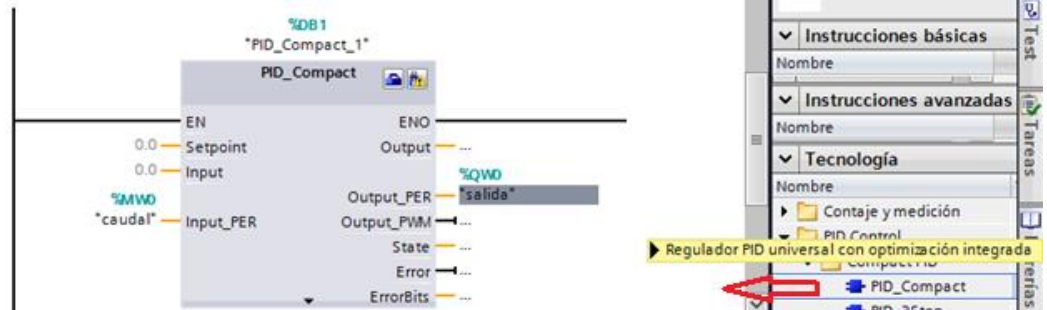 %DB1
"PID_Compact_1"
PID_Compact
EN
ENO
0.0
Setpoint
Output
...
0.0
Input
%QW0
Output_PER
"salida"
%MW0
"caudal"
Input_PER
Output_PWM
...
State
...
Error
...
ErrorBits
...
Instrucciones básicas
Nombre
Instrucciones avanzadas
Nombre
Tecnología
Nombre
Contaje y medición
PID Control
Regulador PID universal con optimización integrada
Compact PID
PID_Compact
PID_3Step
Test
Tareas